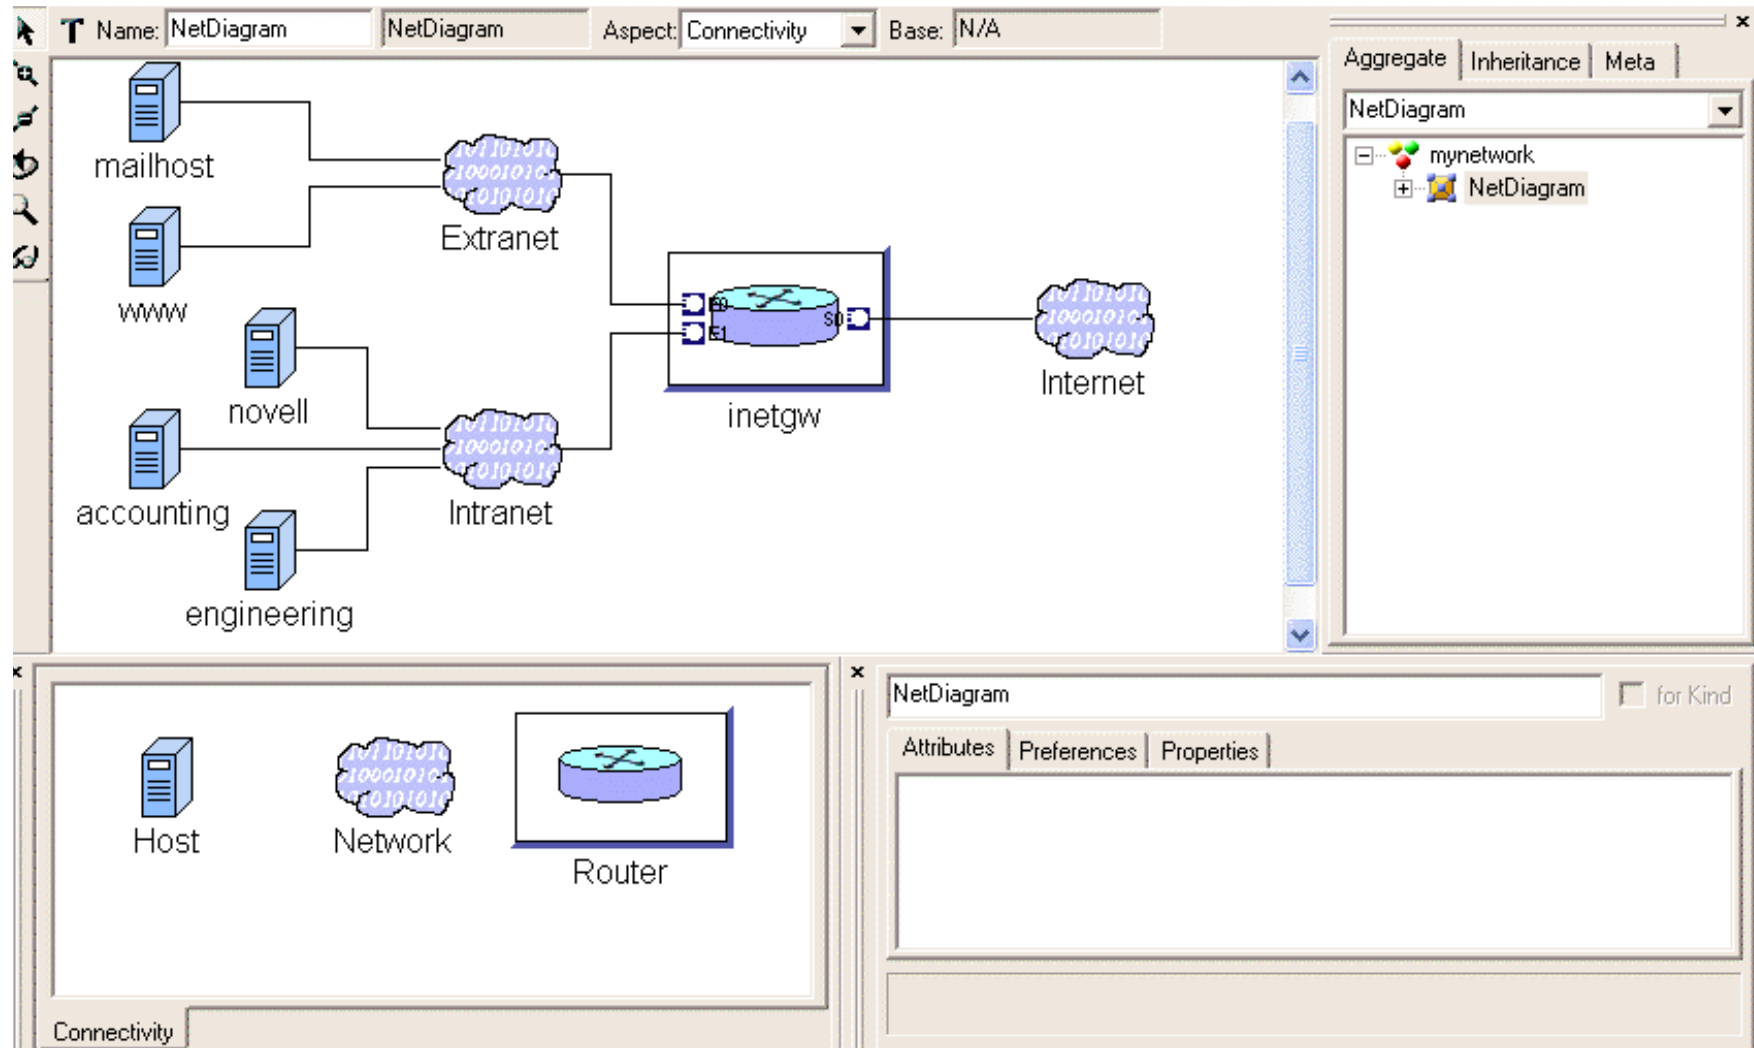 Name: NetDiagram NetDiagram Aspect: Connectivity Base: N/A
Aggregate Inheritance Meta
NetDiagram
mynetwork
NetDiagram
mailhost
Extranet
www
novell
accounting
Intranet
engineering
E0
E1
S0
inetgw
Internet
Host
Network
Router
Connectivity
NetDiagram
for Kind
Attributes Preferences Properties